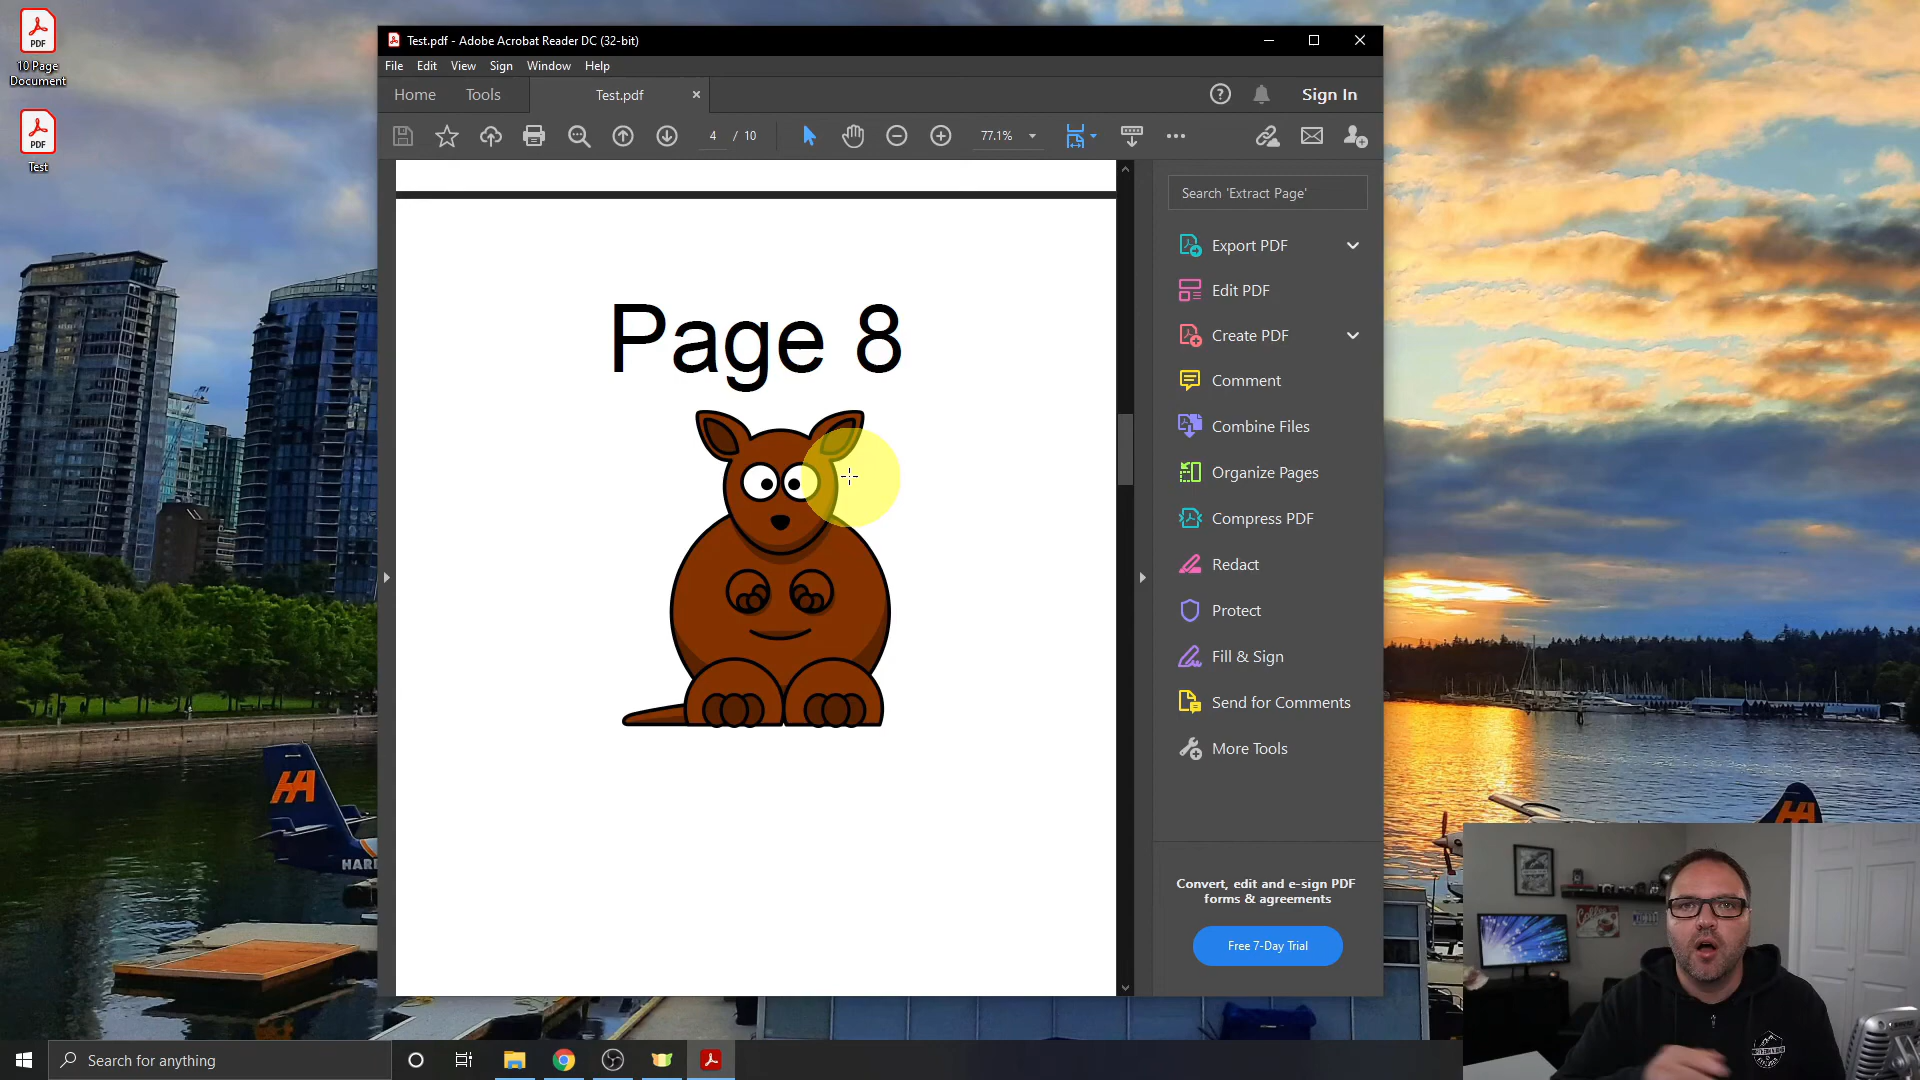 PDF
10 Page
Document
PDF
Test
Test.pdf - Adobe Acrobat Reader DC (32-bit)
File Edit View Sign Window Help
Home Tools Test.pdf Sign In
4 / 10 77.1%
Page 8
Search 'Extract Page'
Export PDF
Edit PDF
Create PDF
Comment
Combine Files
Organize Pages
Compress PDF
Redact
Protect
Fill & Sign
Send for Comments
More Tools
Convert, edit and e-sign PDF
forms & agreements
Free 7-Day Trial
Search for anything